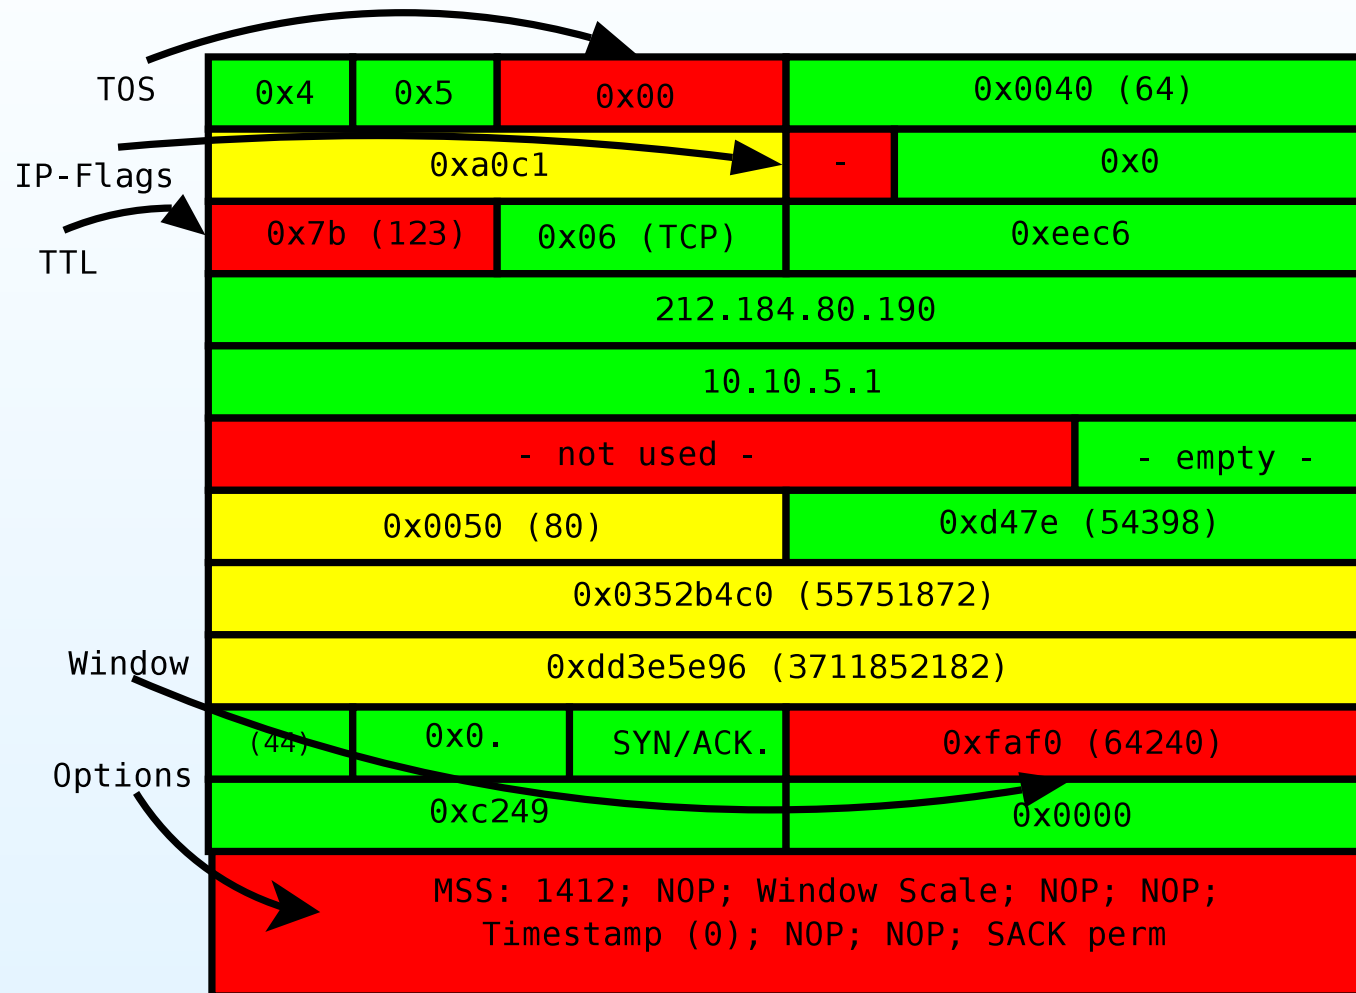 TOS
0x4 0x5 0x00 0x0040 (64)
IP-Flags
0xa0c1 - 0x0
TTL
0x7b (123) 0x06 (TCP) 0xeec6
212.184.80.190
10.10.5.1
- not used - - empty -
0x0050 (80) 0xd47e (54398)
0x0352b4c0 (55751872)
Window
0xdd3e5e96 (3711852182)
(44) 0x0. SYN/ACK. 0xfaf0 (64240)
Options
0xc249 0x0000
MSS: 1412; NOP; Window Scale; NOP; NOP;
Timestamp (0); NOP; NOP; SACK perm